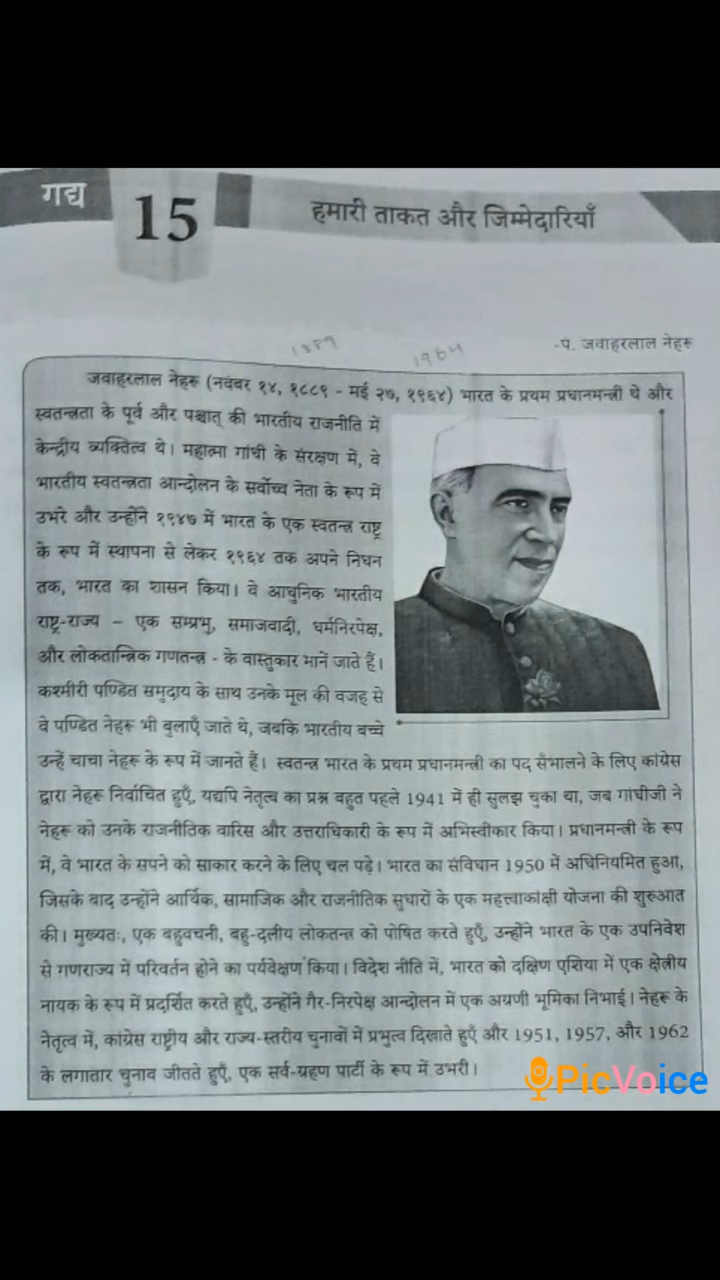 गद्य
15
हमारी ताकत और जिम्मेदारियाँ
1889
1964
-पं. जवाहरलाल नेहरू
जवाहरलाल नेहरू (नवंबर १४, १८८९ - मई २७, १९६४) भारत के प्रथम प्रधानमन्त्री थे और
स्वतन्त्रता के पूर्व और पश्चात् की भारतीय राजनीति में
केन्द्रीय व्यक्तित्व थे। महात्मा गांधी के संरक्षण में, वे
भारतीय स्वतन्त्रता आन्दोलन के सर्वोच्च नेता के रूप में
उभरे और उन्होंने १९४७ में भारत के एक स्वतन्त्र राष्ट्र
के रूप में स्थापना से लेकर १९६४ तक अपने निधन
तक, भारत का शासन किया। वे आधुनिक भारतीय
राष्ट्र-राज्य – एक सम्प्रभु, समाजवादी, धर्मनिरपेक्ष,
और लोकतान्त्रिक गणतन्त्र - के वास्तुकार भानें जाते हैं।
कश्मीरी पण्डित समुदाय के साथ उनके मूल की वजह से
वे पण्डित नेहरू भी बुलाएँ जाते थे, जबकि भारतीय बच्चे
उन्हें चाचा नेहरू के रूप में जानते हैं। स्वतन्त्र भारत के प्रथम प्रधानमन्त्री का पद सँभालने के लिए कांग्रेस
द्वारा नेहरू निर्वाचित हुएँ, यद्यपि नेतृत्व का प्रश्न बहुत पहले 1941 में ही सुलझ चुका था, जब गांधीजी ने
नेहरू को उनके राजनीतिक वारिस और उत्तराधिकारी के रूप में अभिस्वीकार किया। प्रधानमन्त्री के रूप
में, वे भारत के सपने को साकार करने के लिए चल पढ़े। भारत का संविधान 1950 में अधिनियमित हुआ,
जिसके बाद उन्होंने आर्थिक, सामाजिक और राजनीतिक सुधारों के एक महत्त्वाकांक्षी योजना की शुरुआत
की। मुख्यतः, एक बहुवचनी, बहु-दलीय लोकतन्त्र को पोषित करते हुएँ, उन्होंने भारत के एक उपनिवेश
से गणराज्य में परिवर्तन होने का पर्यवेक्षण किया। विदेश नीति में, भारत को दक्षिण एशिया में एक क्षेत्रीय
नायक के रूप में प्रदर्शित करते हुएँ, उन्होंने गैर-निरपेक्ष आन्दोलन में एक अग्रणी भूमिका निभाई। नेहरू के
नेतृत्व में, कांग्रेस राष्ट्रीय और राज्य-स्तरीय चुनावों में प्रभुत्व दिखाते हुएँ और 1951, 1957, और 1962
के लगातार चुनाव जीतते हुएँ, एक सर्व-ग्रहण पार्टी के रूप में उभरी।
PicVoice